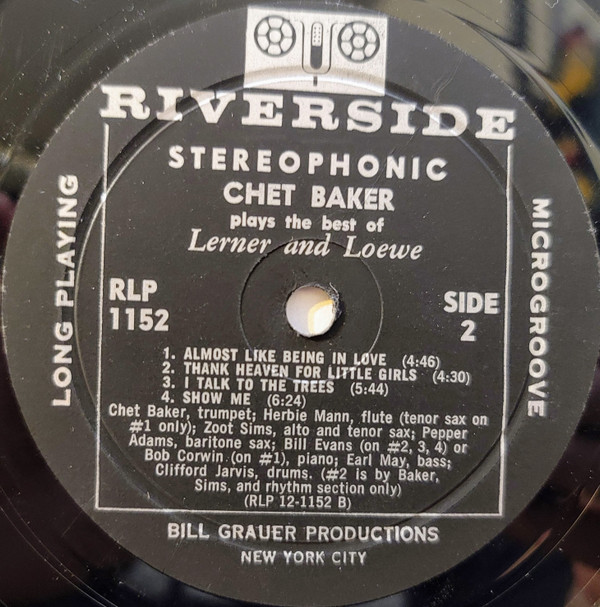 RIVERSIDE
STEREOPHONIC
CHET BAKER
plays the best of
Lerner and Loewe
LONG PLAYING
MICROGROOVE
RLP
1152
SIDE
2
1. ALMOST LIKE BEING IN LOVE (4:46)
2. THANK HEAVEN FOR LITTLE GIRLS (4:30)
3. I TALK TO THE TREES (5:44)
4. SHOW ME (6:24)
Chet Baker, trumpet; Herbie Mann, flute (tenor sax on
#1 only); Zoot Sims, alto and tenor sax; Pepper
Adams, baritone sax; Bill Evans (on #2, 3, 4) or
Bob Corwin (on #1), piano; Earl May, bass;
Clifford Jarvis, drums. (#2 is by Baker,
Sims, and rhythm section only)
(RLP 12-1152 B)
BILL GRAUER PRODUCTIONS
NEW YORK CITY